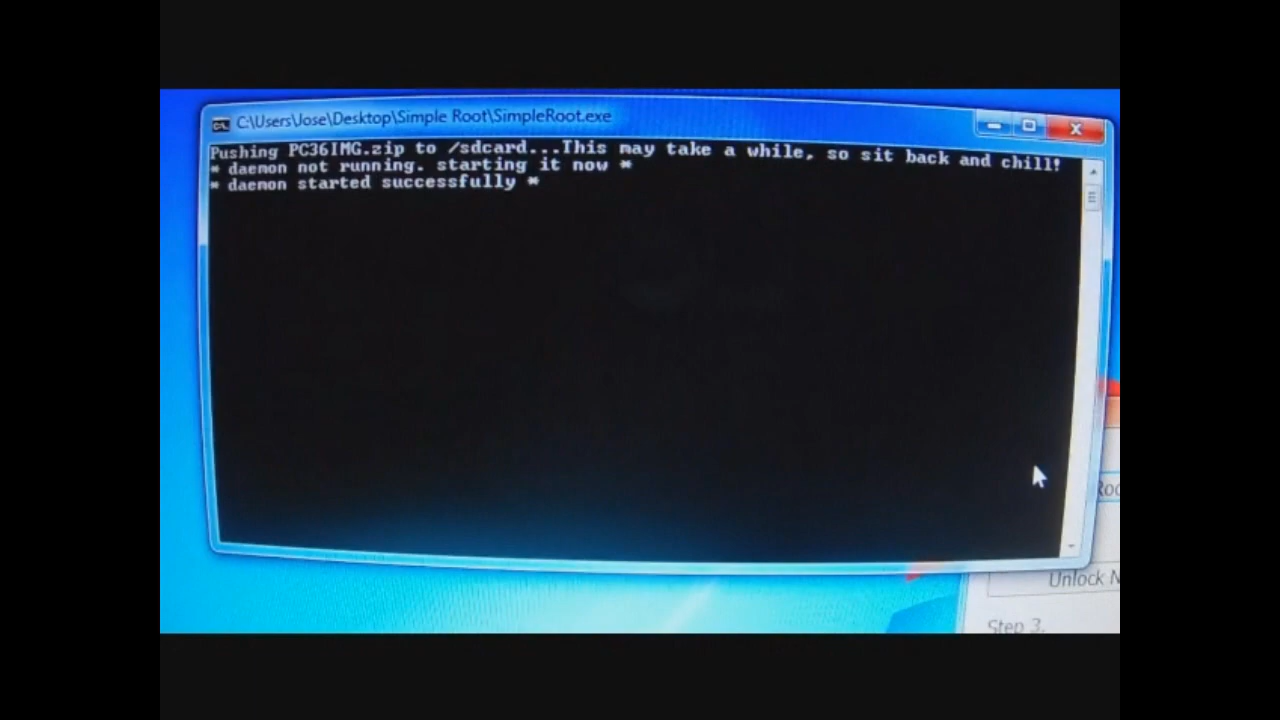 C:\Users\Jose\Desktop\Simple Root\SimpleRoot.exe
Pushing PC36IMG.zip to /sdcard...This may take a while, so sit back and chill!
* daemon not running. starting it now *
* daemon started successfully *
Unlock N
Step 3.